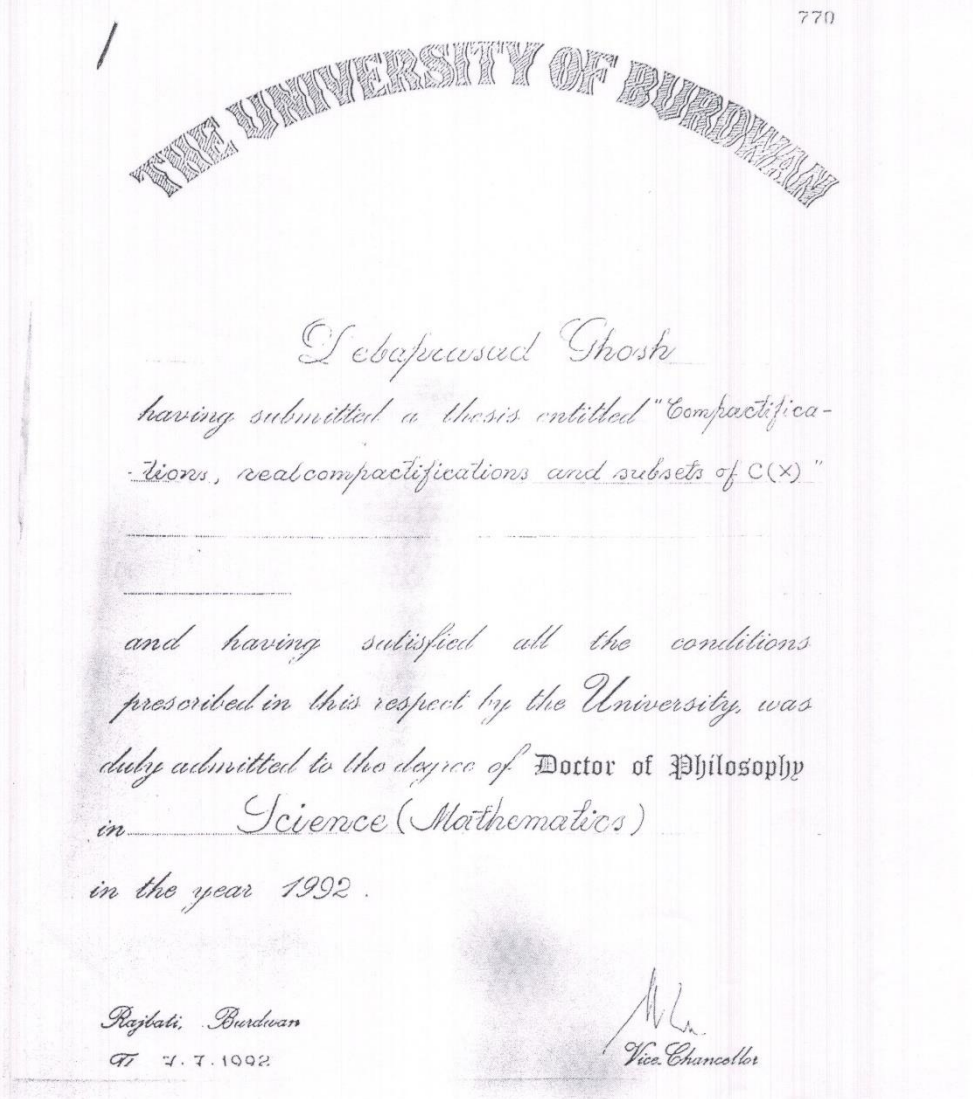 770
THE UNIVERSITY OF BURDWAN
Debaprasad Ghosh
having submitted a thesis entitled "Compactifica-
-tions, realcompactifications and subsets of C(X)"
and having satisfied all the conditions
prescribed in this respect by the University, was
duly admitted to the degree of Doctor of Philosophy
in Science (Mathematics)
in the year 1992.
Rajbati, Burdwan
7.1992
Vice-Chancellor